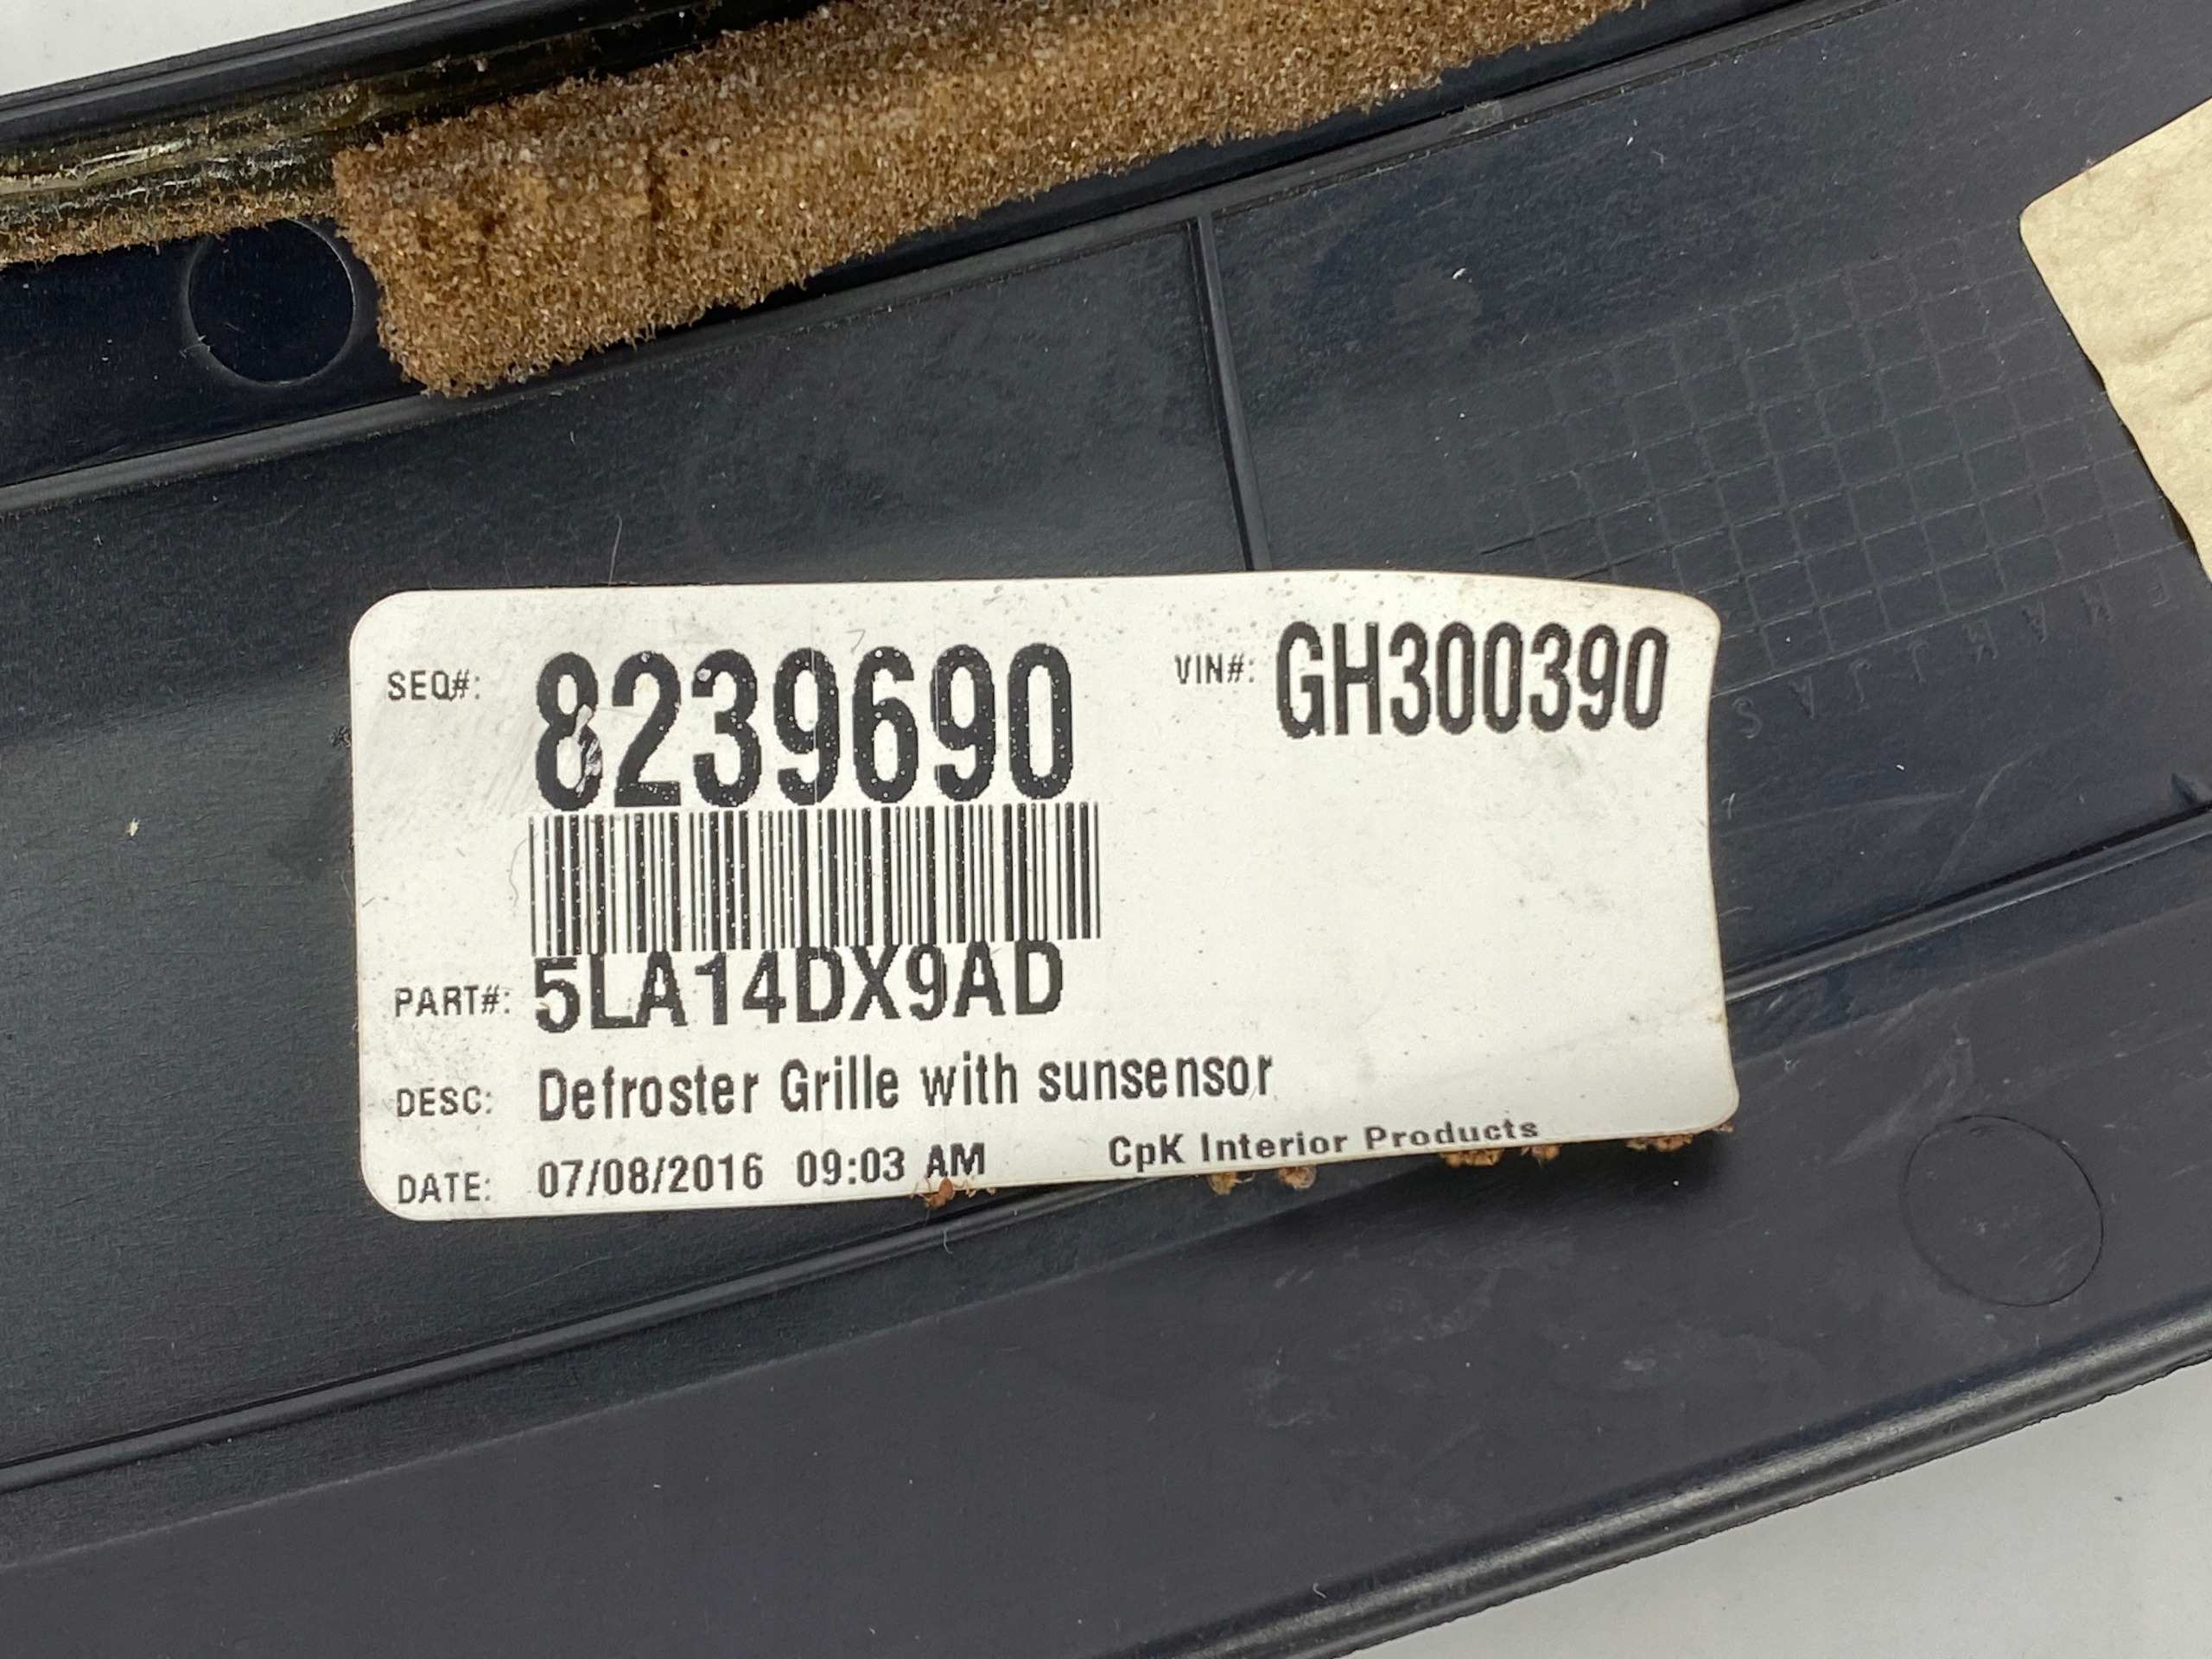 SEQ#: 8239690 VIN#: GH300390
PART#: 5LA14DX9AD
DESC: Defroster Grille with sunsensor
DATE: 07/08/2016 09:03 AM CpK Interior Products
F M A M J J A S